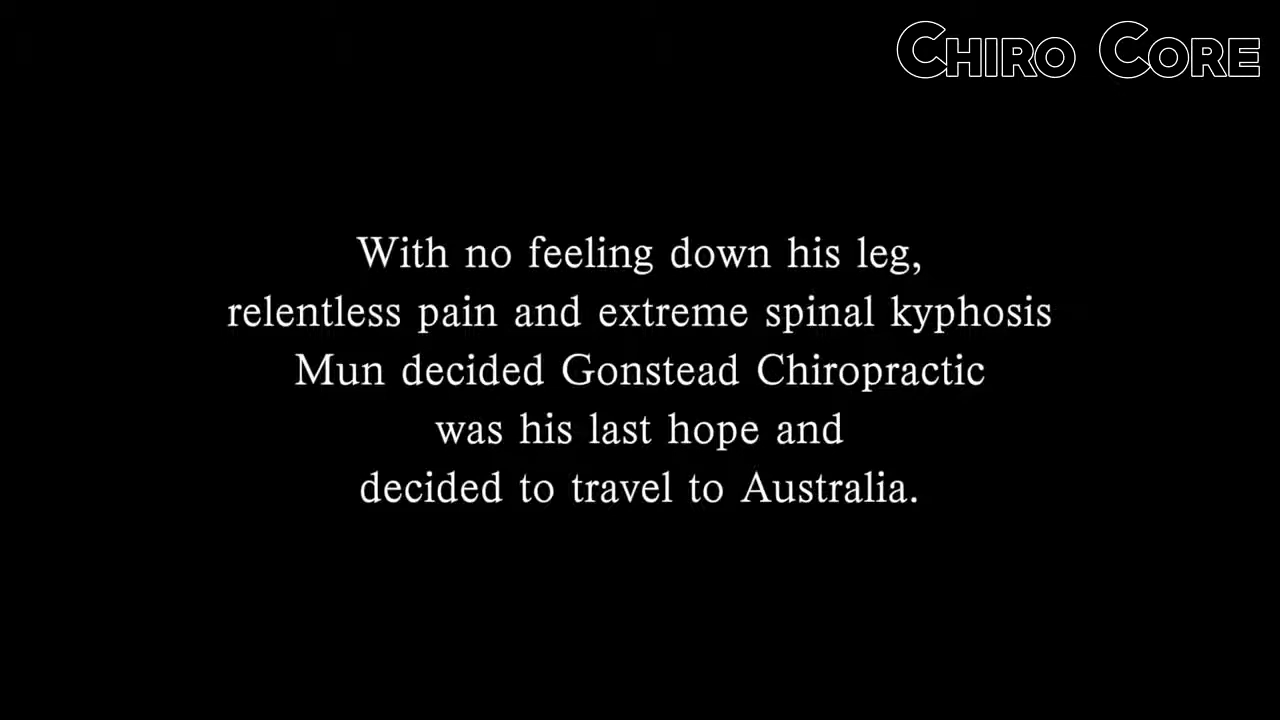 CHIRO CORE
With no feeling down his leg,
relentless pain and extreme spinal kyphosis
Mun decided Gonstead Chiropractic
was his last hope and
decided to travel to Australia.